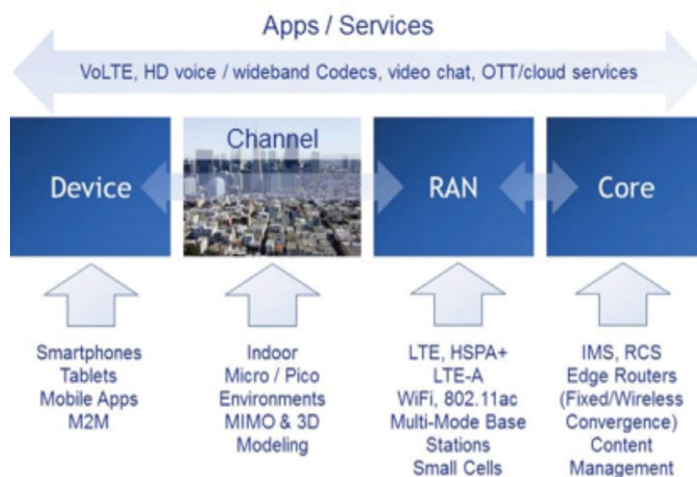 Apps / Services
VoLTE, HD voice / wideband Codecs, video chat, OTT/cloud services
Device
Channel
RAN
Core
Smartphones
Tablets
Mobile Apps
M2M
Indoor
Micro / Pico
Environments
MIMO & 3D
Modeling
LTE, HSPA+
LTE-A
WiFi, 802.11ac
Multi-Mode Base
Stations
Small Cells
IMS, RCS
Edge Routers
(Fixed/Wireless
Convergence)
Content
Management